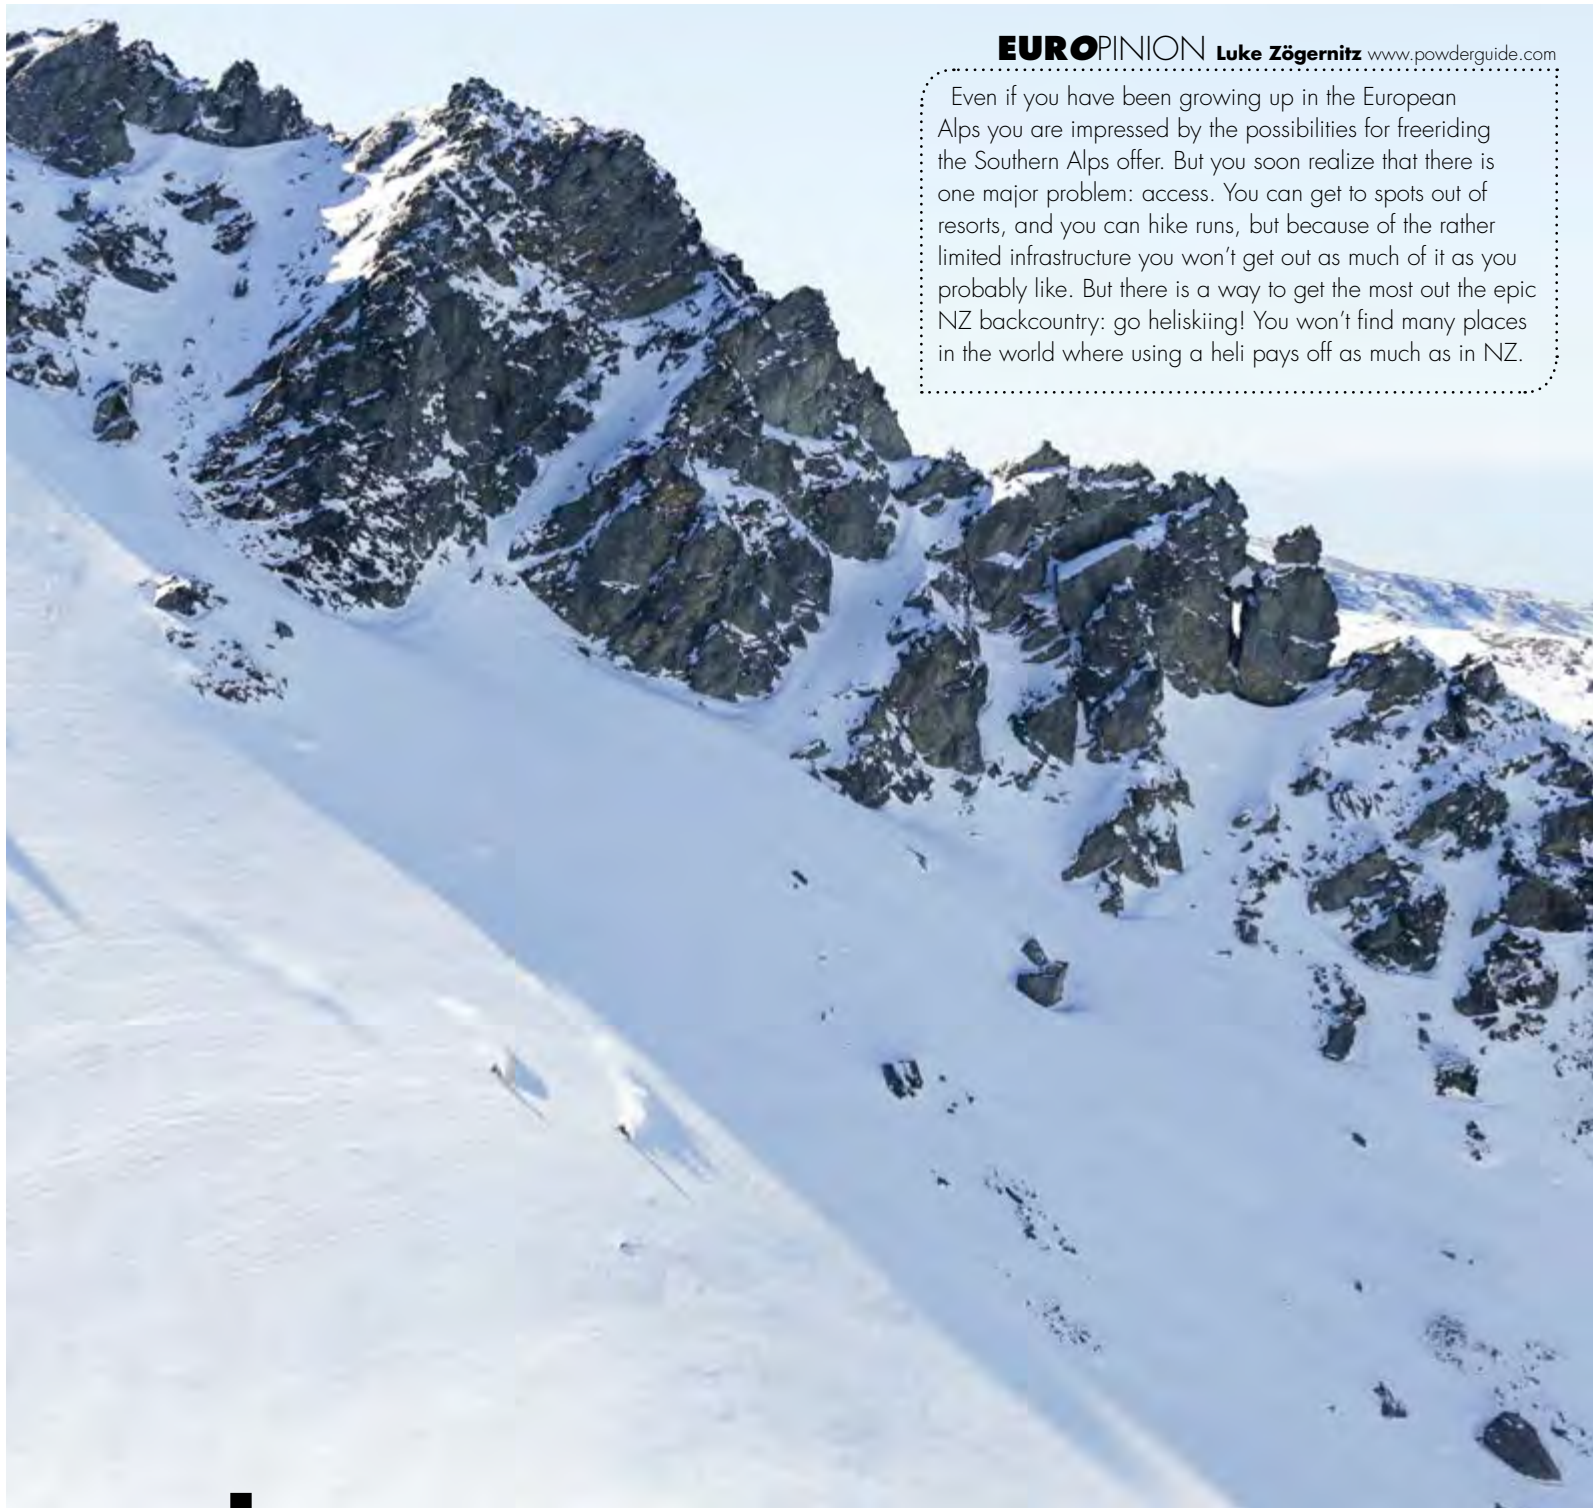 EUROPINION Luke Zögernitz www.powderguide.com
Even if you have been growing up in the European
Alps you are impressed by the possibilities for freeriding
the Southern Alps offer. But you soon realize that there is
one major problem: access. You can get to spots out of
resorts, and you can hike runs, but because of the rather
limited infrastructure you won’t get out as much of it as you
probably like. But there is a way to get the most out the epic
NZ backcountry: go heliskiing! You won’t find many places
in the world where using a heli pays off as much as in NZ.